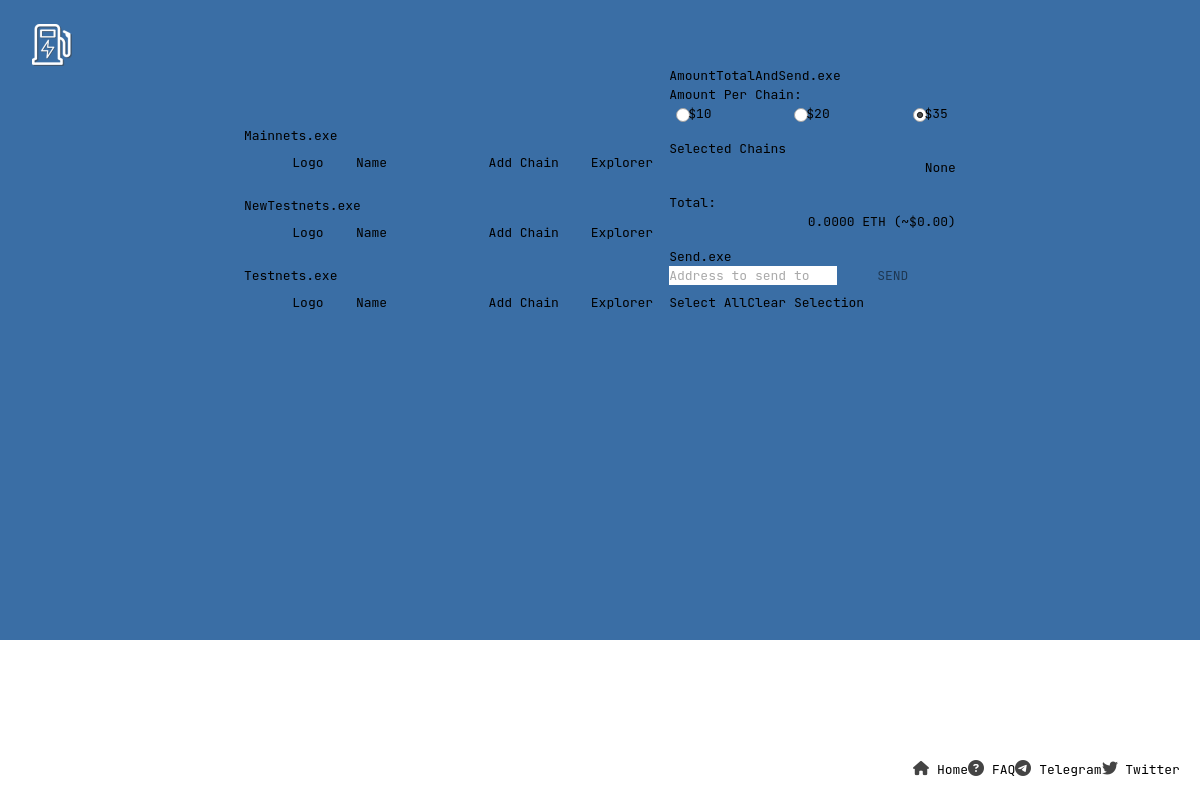 Mainnets.exe
Logo Name Add Chain Explorer
NewTestnets.exe
Logo Name Add Chain Explorer
Testnets.exe
Logo Name Add Chain Explorer
AmountTotalAndSend.exe
Amount Per Chain:
$10 $20 $35
Selected Chains
None
Total:
0.0000 ETH (~$0.00)
Send.exe
Address to send to SEND
Select AllClear Selection
Home FAQ Telegram Twitter